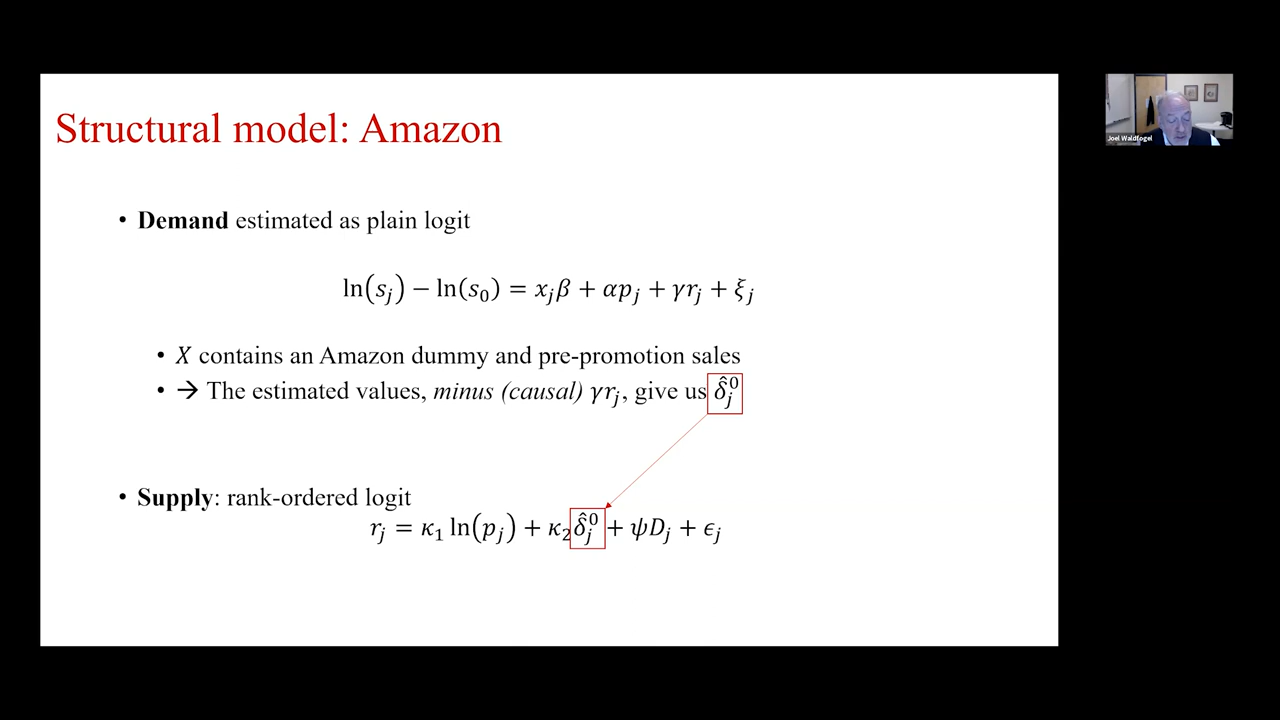 Structural model: Amazon
• Demand estimated as plain logit
ln(s_j) − ln(s_0) = x_jβ + αp_j + γr_j + ξ_j
• X contains an Amazon dummy and pre-promotion sales
• → The estimated values, minus (causal) γr_j, give us δ̂_j^0
• Supply: rank-ordered logit
r_j = κ_1 ln(p_j) + κ_2 δ̂_j^0 + ψD_j + ϵ_j
Joel Waldfogel